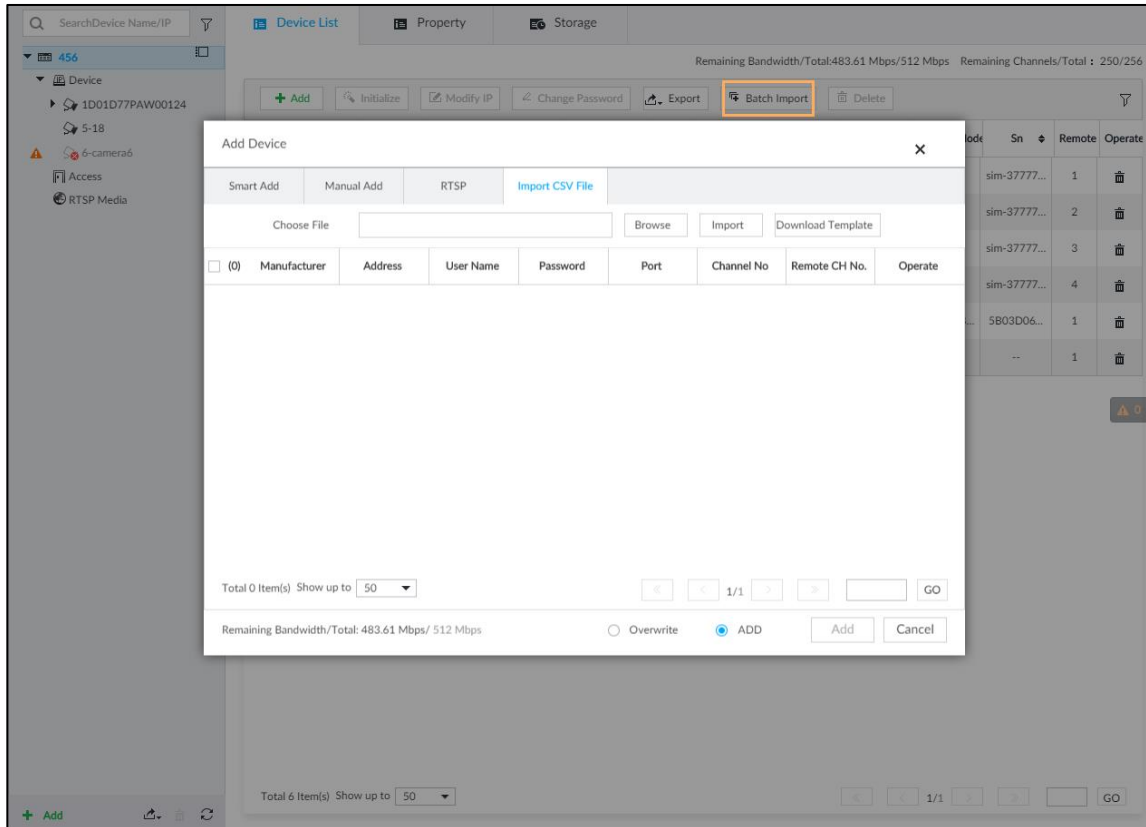 SearchDevice Name/IP
Device List Property Storage
456
Remaining Bandwidth/Total:483.61 Mbps/512 Mbps Remaining Channels/Total : 250/256
Device
1D01D77PAW00124
+ Add Initialize Modify IP Change Password Export Batch Import Delete
5-18
6-camera6
Access
RTSP Media
Sn Remote Operate
sim-37777... 1
sim-37777... 2
sim-37777... 3
sim-37777... 4
5B03D06... 1
-- 1
0
Add Device
Smart Add Manual Add RTSP Import CSV File
Choose File Browse Import Download Template
(0) Manufacturer Address User Name Password Port Channel No Remote CH No. Operate
Total 0 Item(s) Show up to 50 1/1 GO
Remaining Bandwidth/Total: 483.61 Mbps/ 512 Mbps Overwrite ADD Add Cancel
Total 6 Item(s) Show up to 50 1/1 GO
+ Add